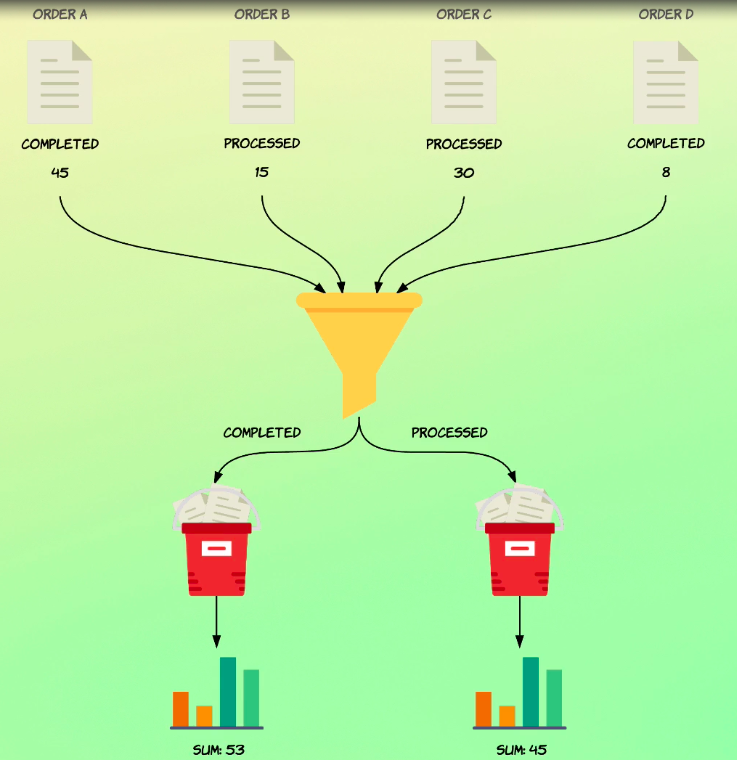 ORDER A
ORDER B
ORDER C
ORDER D
COMPLETED
PROCESSED
PROCESSED
COMPLETED
45
15
30
8
COMPLETED
PROCESSED
SUM: 53
SUM: 45